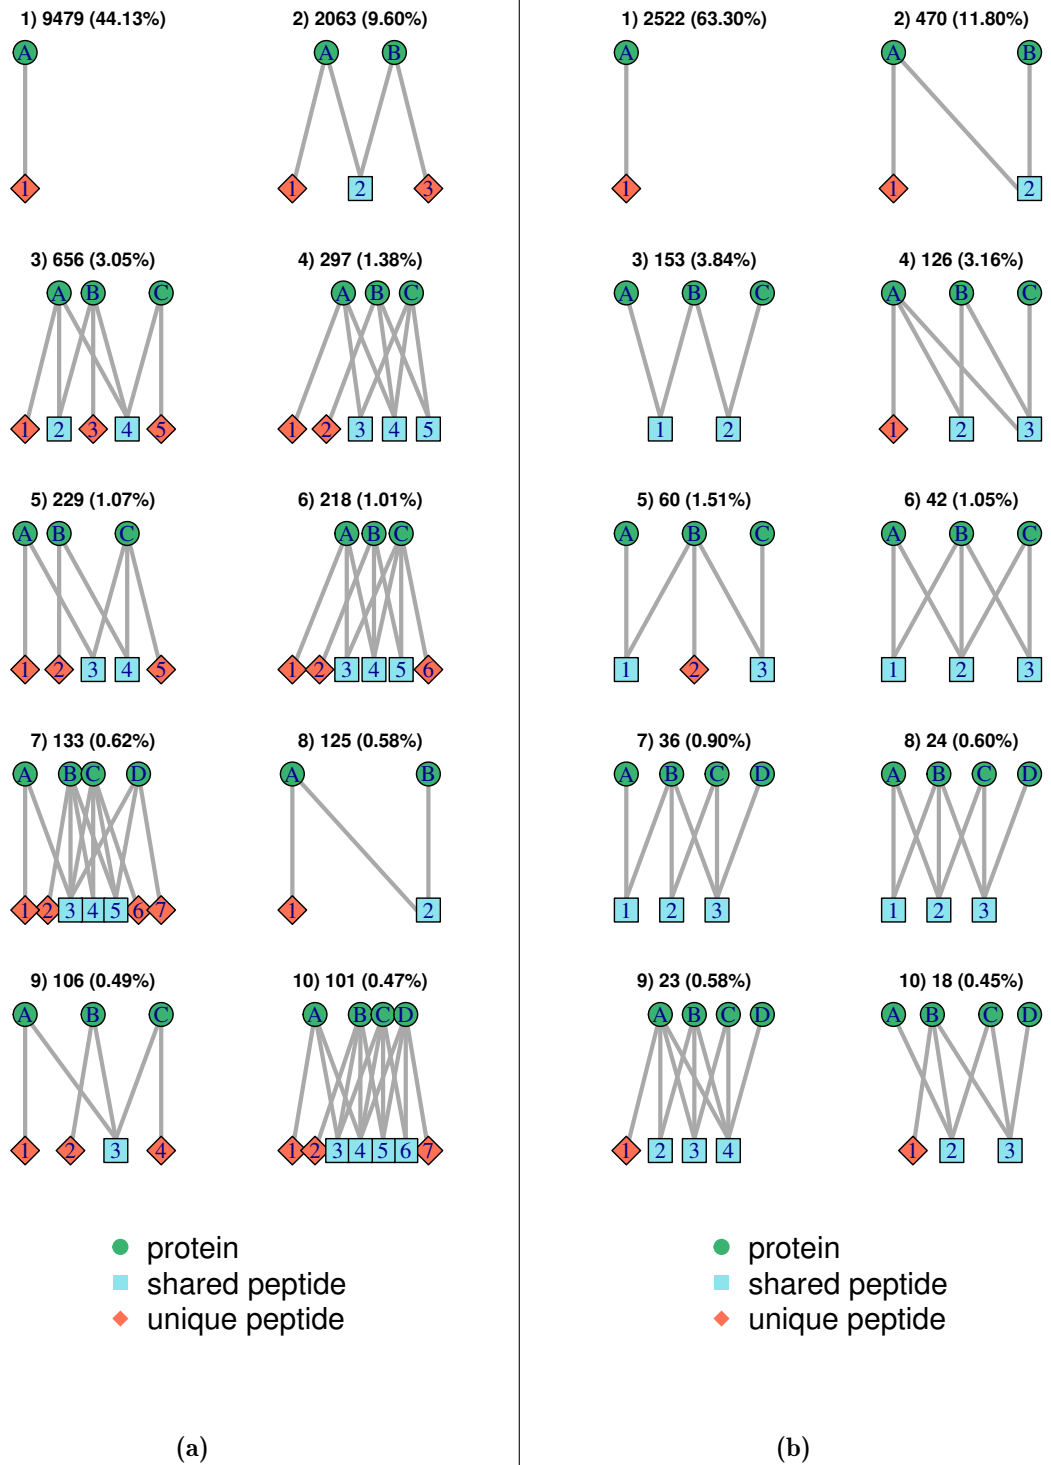 1) 9479 (44.13%)
A
1
2) 2063 (9.60%)
A B
1 2 3
3) 656 (3.05%)
A B C
1 2 3 4 5
4) 297 (1.38%)
A B C
1 2 3 4 5
5) 229 (1.07%)
A B C
1 2 3 4 5
6) 218 (1.01%)
A B C
1 2 3 4 5 6
7) 133 (0.62%)
A B C D
1 2 3 4 5 6 7
8) 125 (0.58%)
A B
1 2
9) 106 (0.49%)
A B C
1 2 3 4
10) 101 (0.47%)
A B C D
1 2 3 4 5 6 7
protein
shared peptide
unique peptide
(a)
1) 2522 (63.30%)
A
1
2) 470 (11.80%)
A B
1 2
3) 153 (3.84%)
A B C
1 2
4) 126 (3.16%)
A B C
1 2 3
5) 60 (1.51%)
A B C
1 2 3
6) 42 (1.05%)
A B C
1 2 3
7) 36 (0.90%)
A B C D
1 2 3
8) 24 (0.60%)
A B C D
1 2 3
9) 23 (0.58%)
A B C D
1 2 3 4
10) 18 (0.45%)
A B C D
1 2 3
protein
shared peptide
unique peptide
(b)